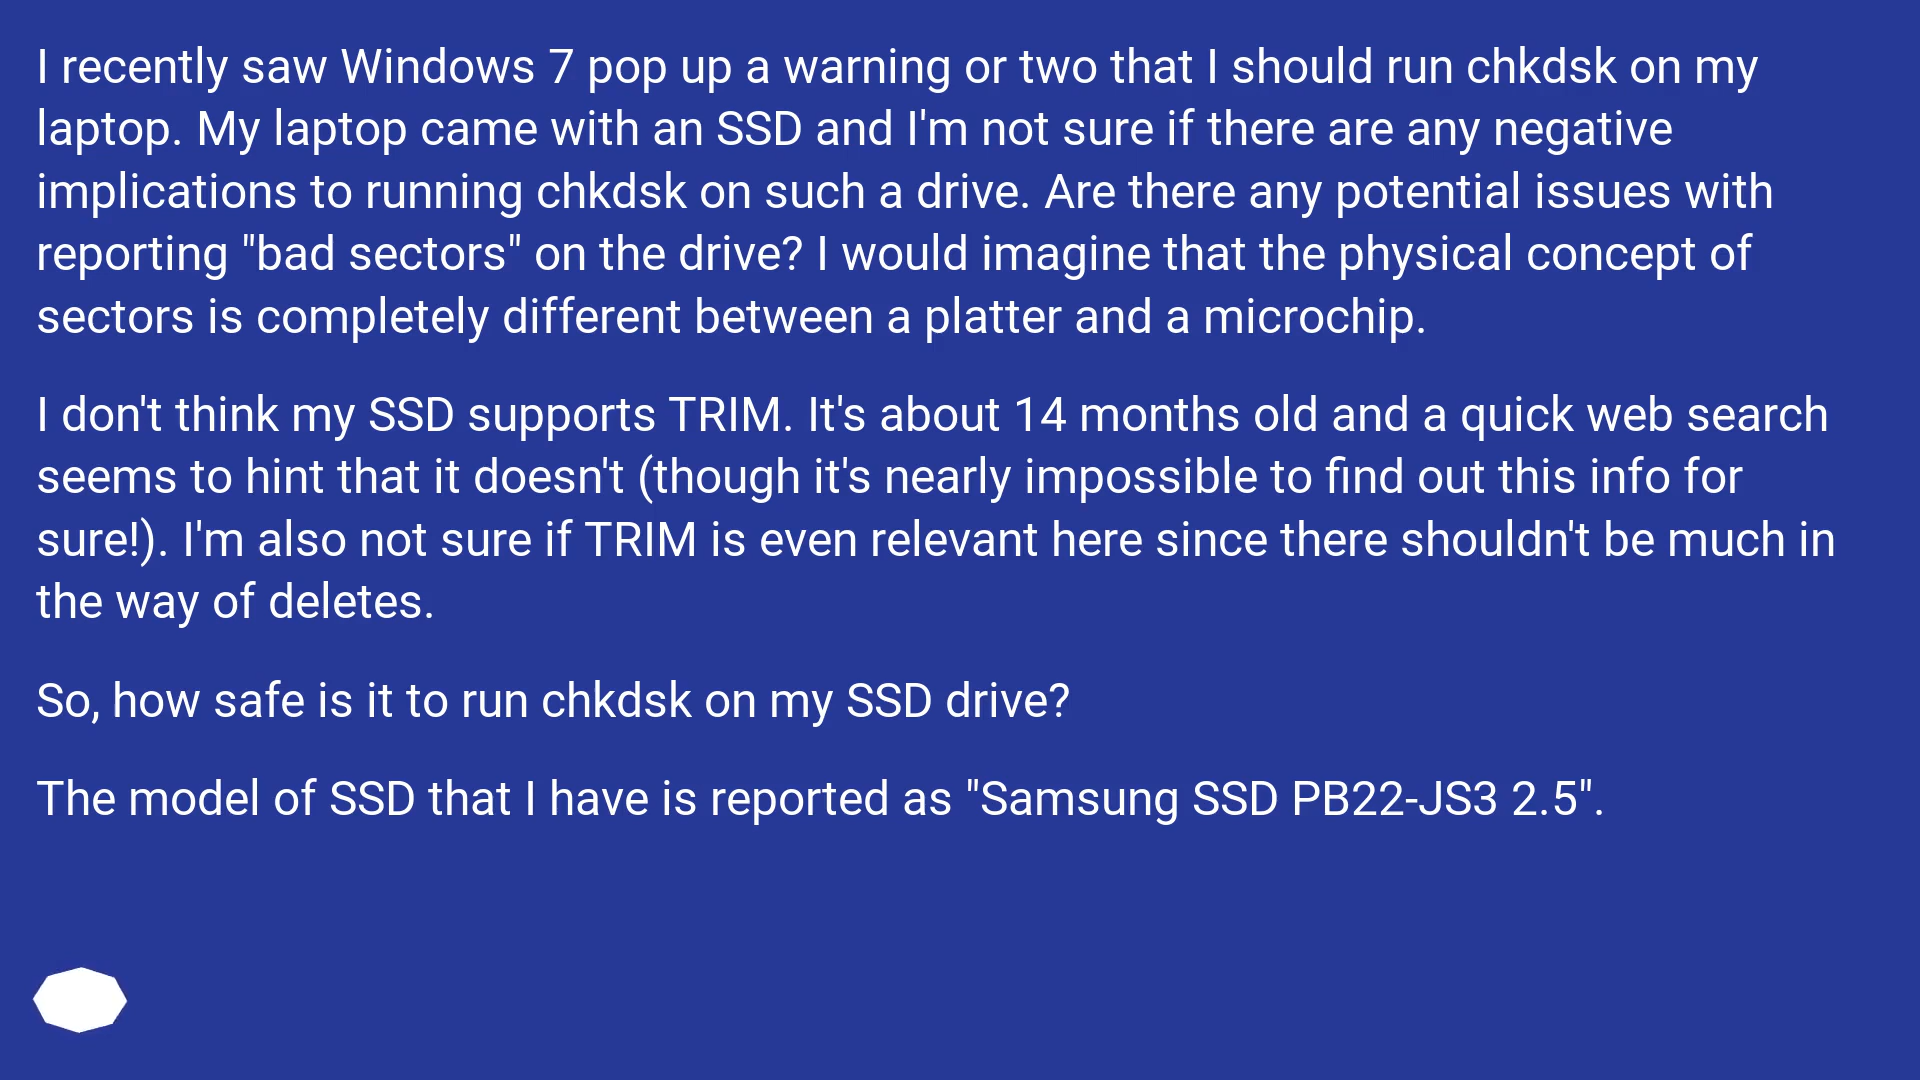 I recently saw Windows 7 pop up a warning or two that I should run chkdsk on my
laptop. My laptop came with an SSD and I'm not sure if there are any negative
implications to running chkdsk on such a drive. Are there any potential issues with
reporting "bad sectors" on the drive? I would imagine that the physical concept of
sectors is completely different between a platter and a microchip.
I don't think my SSD supports TRIM. It's about 14 months old and a quick web search
seems to hint that it doesn't (though it's nearly impossible to find out this info for
sure!). I'm also not sure if TRIM is even relevant here since there shouldn't be much in
the way of deletes.
So, how safe is it to run chkdsk on my SSD drive?
The model of SSD that I have is reported as "Samsung SSD PB22-JS3 2.5".